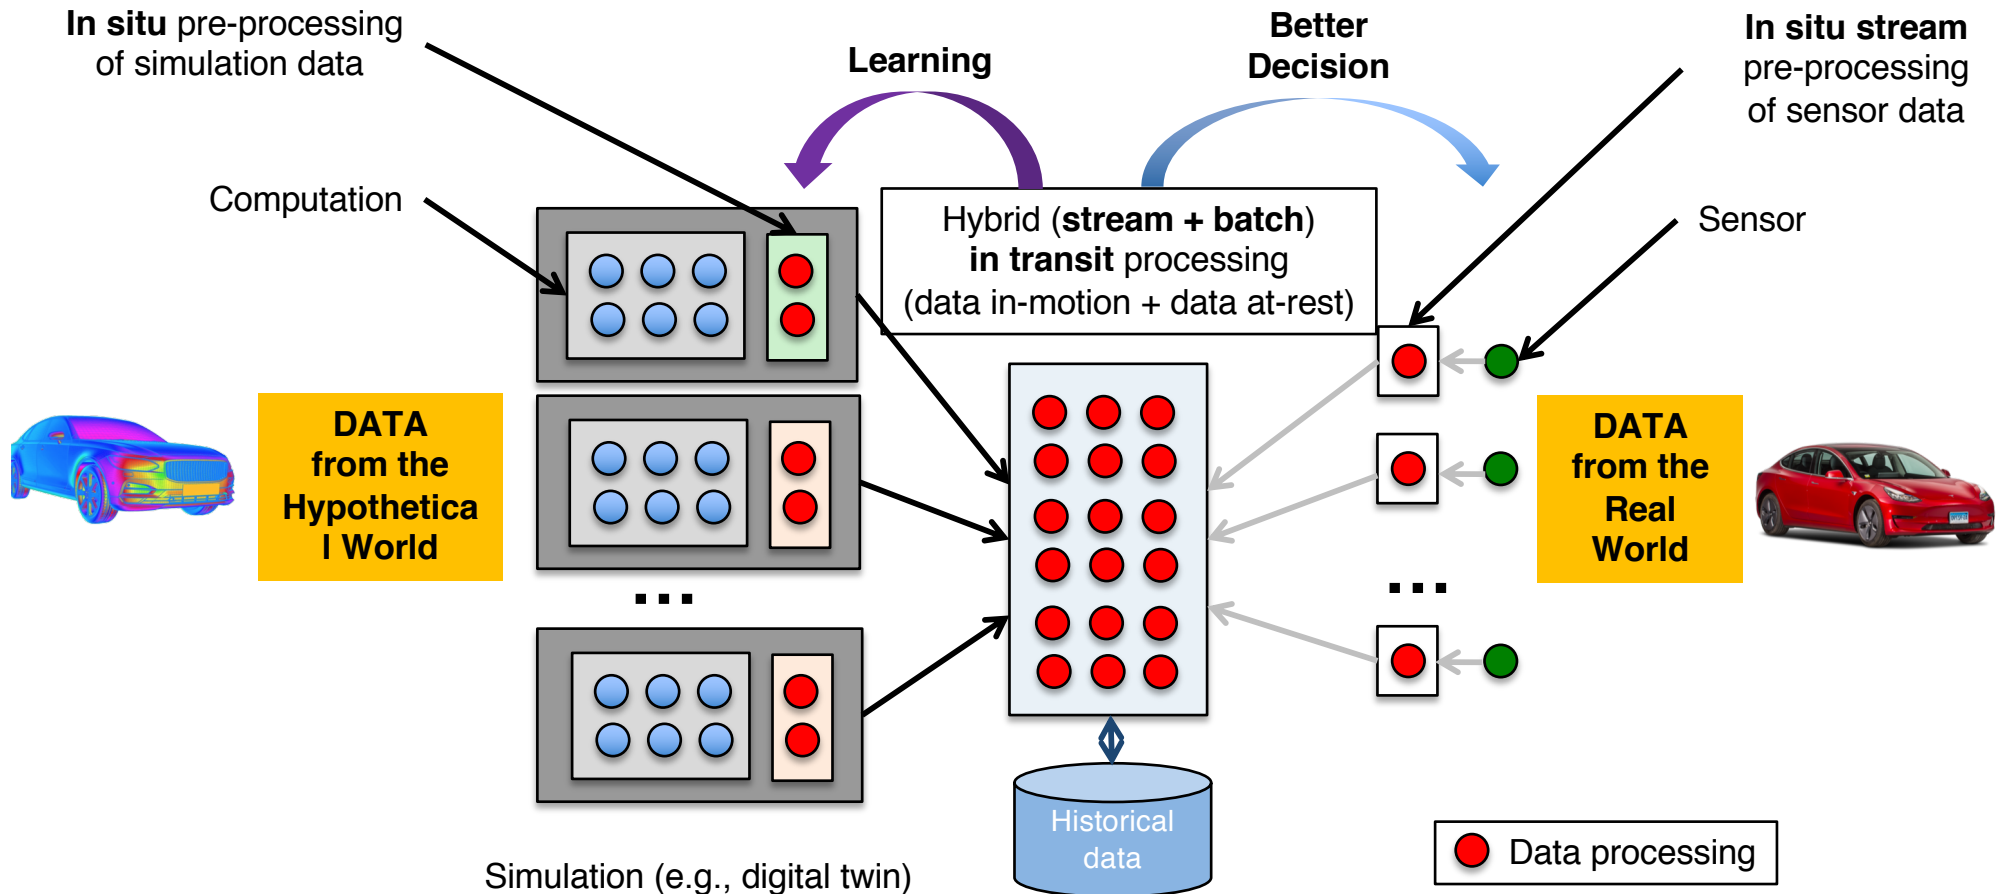 In situ pre-processing
of simulation data
Learning
Better
Decision
In situ stream
pre-processing
of sensor data
Computation
Hybrid (stream + batch)
in transit processing
(data in-motion + data at-rest)
Sensor
DATA
from the
Hypothetica
l World
DATA
from the
Real
World
...
...
Historical
data
Data processing
Simulation (e.g., digital twin)